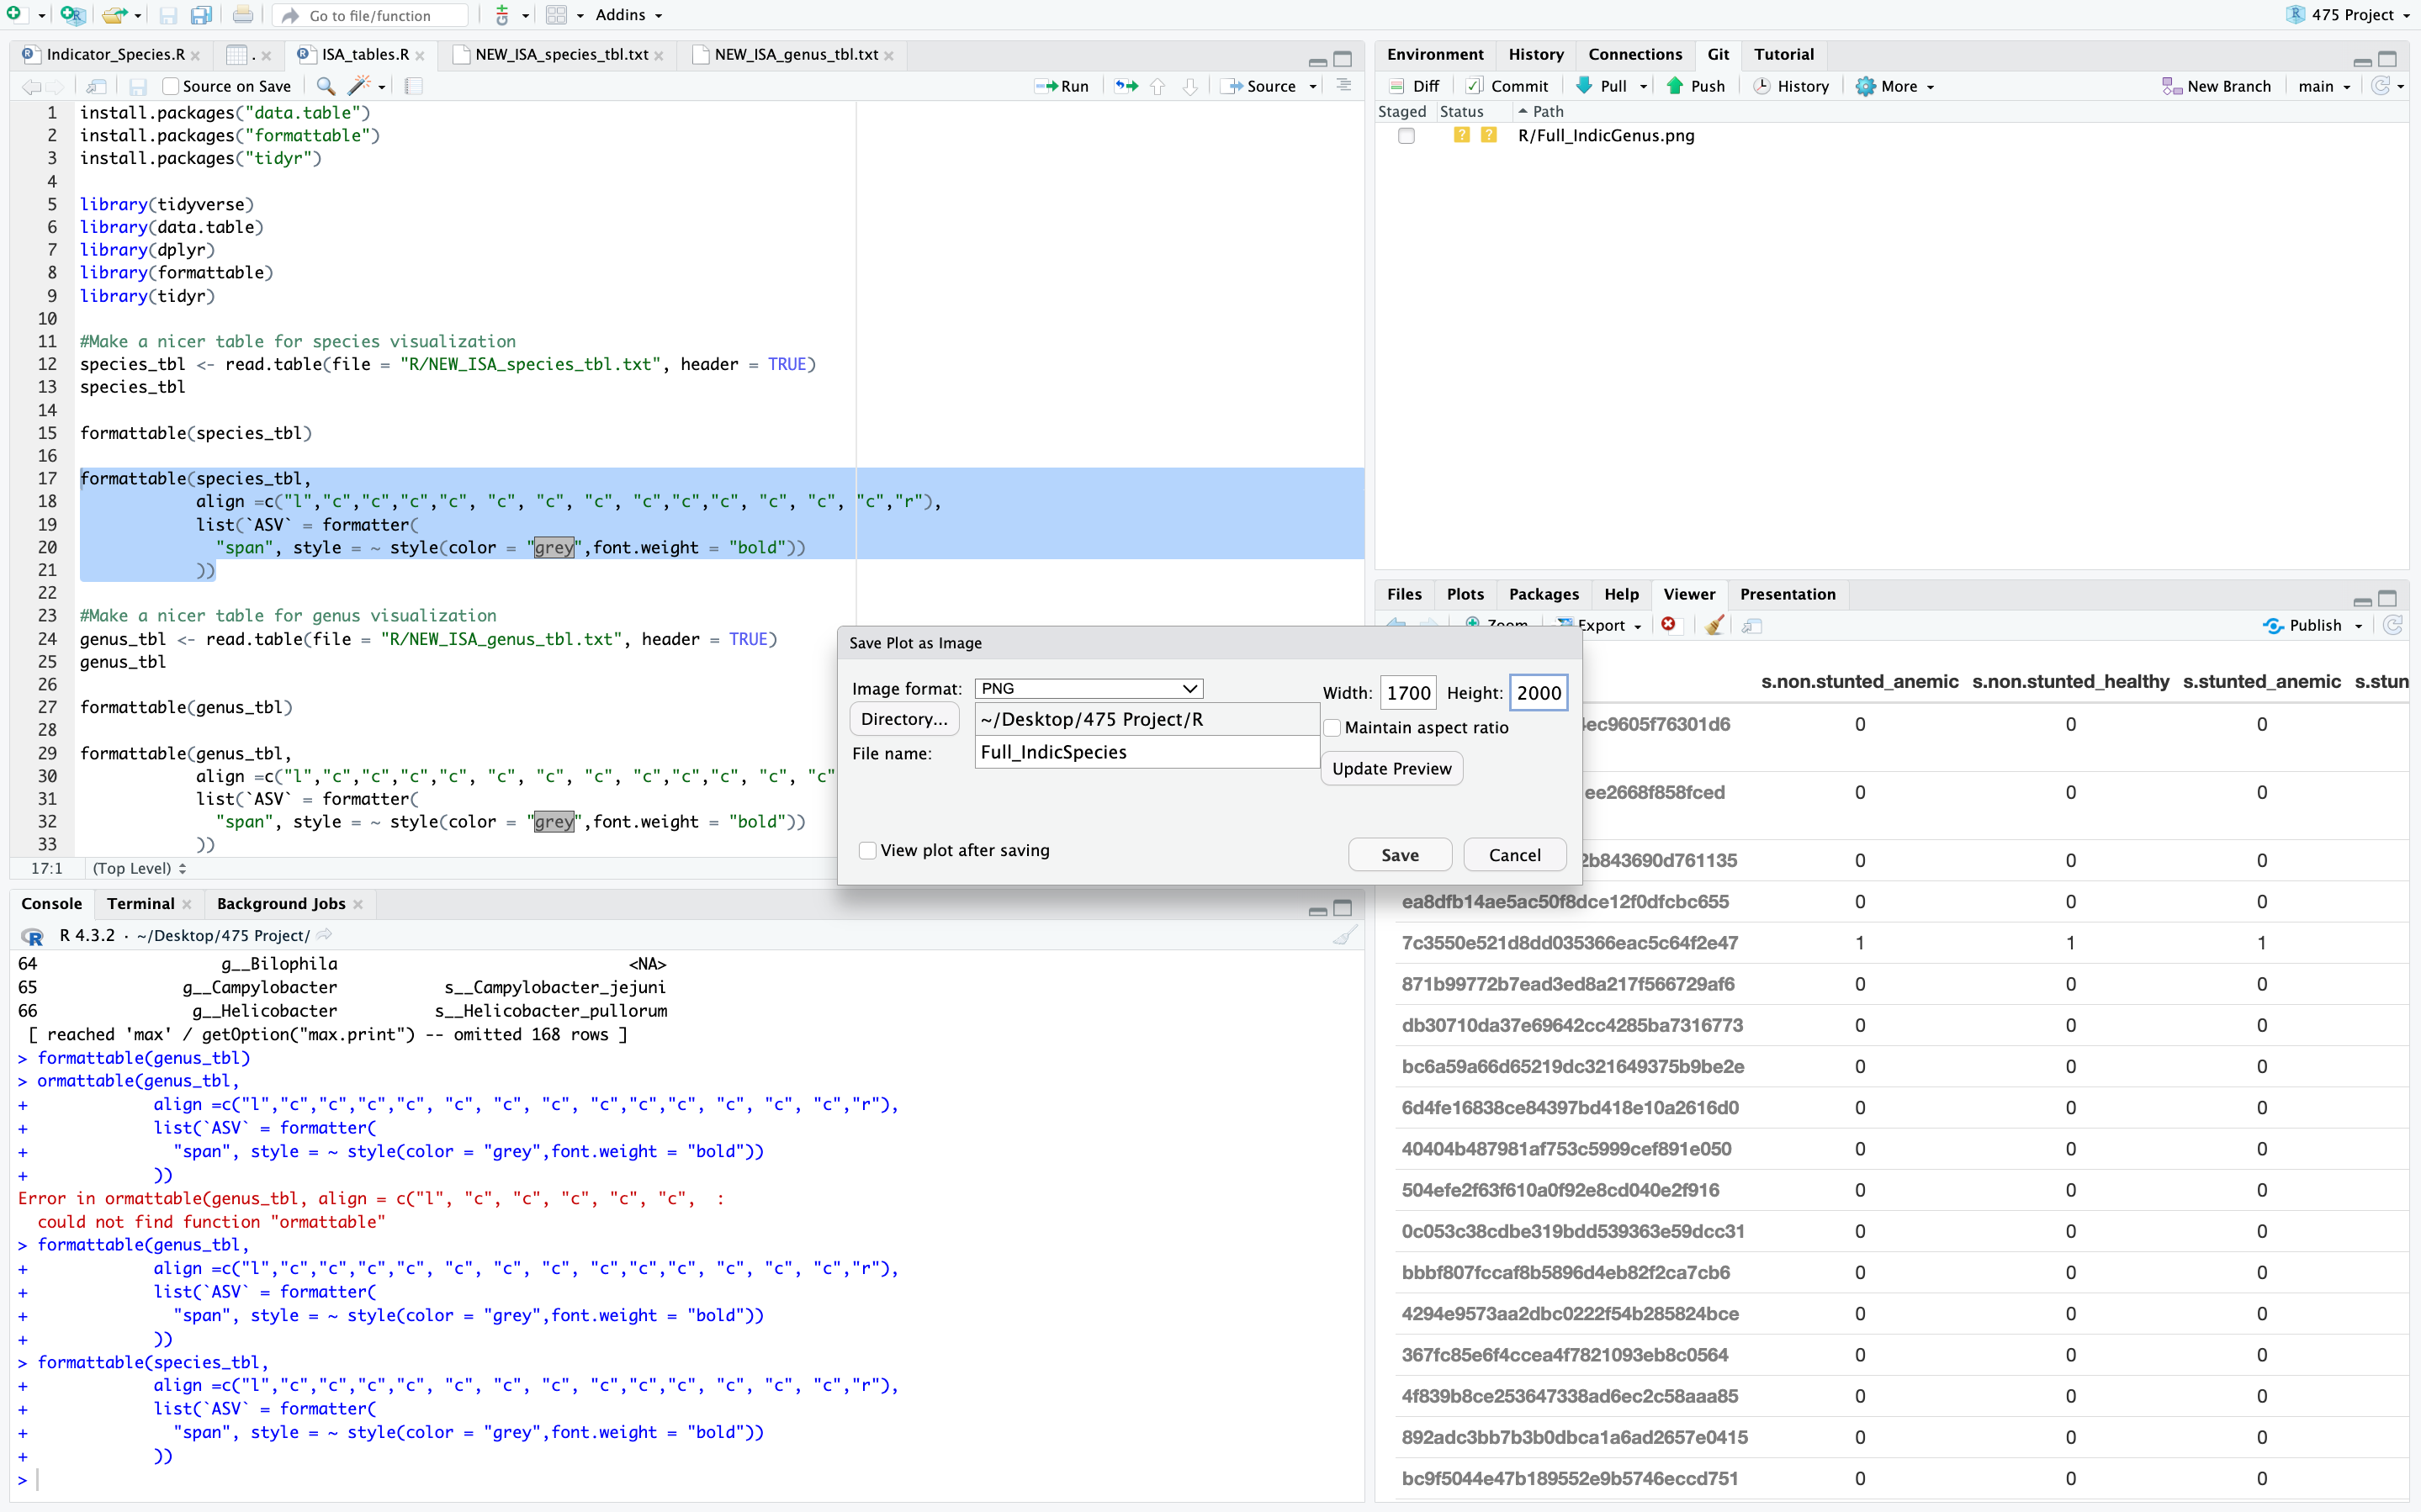 Go to file/function
Addins
475 Project
Indicator_Species.R
.
ISA_tables.R
NEW_ISA_species_tbl.txt
NEW_ISA_genus_tbl.txt
Source on Save
Run
Source
1 install.packages("data.table")
2 install.packages("formattable")
3 install.packages("tidyr")
4
5 library(tidyverse)
6 library(data.table)
7 library(dplyr)
8 library(formattable)
9 library(tidyr)
10
11 #Make a nicer table for species visualization
12 species_tbl <- read.table(file = "R/NEW_ISA_species_tbl.txt", header = TRUE)
13 species_tbl
14
15 formattable(species_tbl)
16
17 formattable(species_tbl,
18 align =c("l","c","c","c","c", "c", "c", "c", "c","c","c", "c", "c", "c","r"),
19 list(`ASV` = formatter(
20 "span", style = ~ style(color = "grey",font.weight = "bold"))
21 ))
22
23 #Make a nicer table for genus visualization
24 genus_tbl <- read.table(file = "R/NEW_ISA_genus_tbl.txt", header = TRUE)
25 genus_tbl
26
27 formattable(genus_tbl)
28
29 formattable(genus_tbl,
30 align =c("l","c","c","c","c", "c", "c", "c", "c","c","c", "c", "c"
31 list(`ASV` = formatter(
32 "span", style = ~ style(color = "grey",font.weight = "bold"))
33 ))
17:1 (Top Level)
Console
Terminal
Background Jobs
R 4.3.2 · ~/Desktop/475 Project/
64 g__Bilophila <NA>
65 g__Campylobacter s__Campylobacter_jejuni
66 g__Helicobacter s__Helicobacter_pullorum
[ reached 'max' / getOption("max.print") -- omitted 168 rows ]
> formattable(genus_tbl)
> ormattable(genus_tbl,
+ align =c("l","c","c","c","c", "c", "c", "c", "c","c","c", "c", "c", "c","r"),
+ list(`ASV` = formatter(
+ "span", style = ~ style(color = "grey",font.weight = "bold"))
+ ))
Error in ormattable(genus_tbl, align = c("l", "c", "c", "c", "c", "c", :
could not find function "ormattable"
> formattable(genus_tbl,
+ align =c("l","c","c","c","c", "c", "c", "c", "c","c","c", "c", "c", "c","r"),
+ list(`ASV` = formatter(
+ "span", style = ~ style(color = "grey",font.weight = "bold"))
+ ))
> formattable(species_tbl,
+ align =c("l","c","c","c","c", "c", "c", "c", "c","c","c", "c", "c", "c","r"),
+ list(`ASV` = formatter(
+ "span", style = ~ style(color = "grey",font.weight = "bold"))
+ ))
>
Environment
History
Connections
Git
Tutorial
Diff
Commit
Pull
Push
History
More
New Branch
main
Staged Status Path
? ? R/Full_IndicGenus.png
Files
Plots
Packages
Help
Viewer
Presentation
Zoom
Export
Publish
Save Plot as Image
Image format: PNG
Directory... ~/Desktop/475 Project/R
File name: Full_IndicSpecies
Width: 1700 Height: 2000
Maintain aspect ratio
Update Preview
View plot after saving
Save
Cancel
s.non.stunted_anemic s.non.stunted_healthy s.stunted_anemic s.stun
4ec9605f76301d6 0 0 0
ee2668f858fced 0 0 0
2b843690d761135 0 0 0
ea8dfb14ae5ac50f8dce12f0dfcbc655 0 0 0
7c3550e521d8dd035366eac5c64f2e47 1 1 1
871b99772b7ead3ed8a217f566729af6 0 0 0
db30710da37e69642cc4285ba7316773 0 0 0
bc6a59a66d65219dc321649375b9be2e 0 0 0
6d4fe16838ce84397bd418e10a2616d0 0 0 0
40404b487981af753c5999cef891e050 0 0 0
504efe2f63f610a0f92e8cd040e2f916 0 0 0
0c053c38cdbe319bdd539363e59dcc31 0 0 0
bbbf807fccaf8b5896d4eb82f2ca7cb6 0 0 0
4294e9573aa2dbc0222f54b285824bce 0 0 0
367fc85e6f4ccea4f7821093eb8c0564 0 0 0
4f839b8ce253647338ad6ec2c58aaa85 0 0 0
892adc3bb7b3b0dbca1a6ad2657e0415 0 0 0
bc9f5044e47b189552e9b5746eccd751 0 0 0